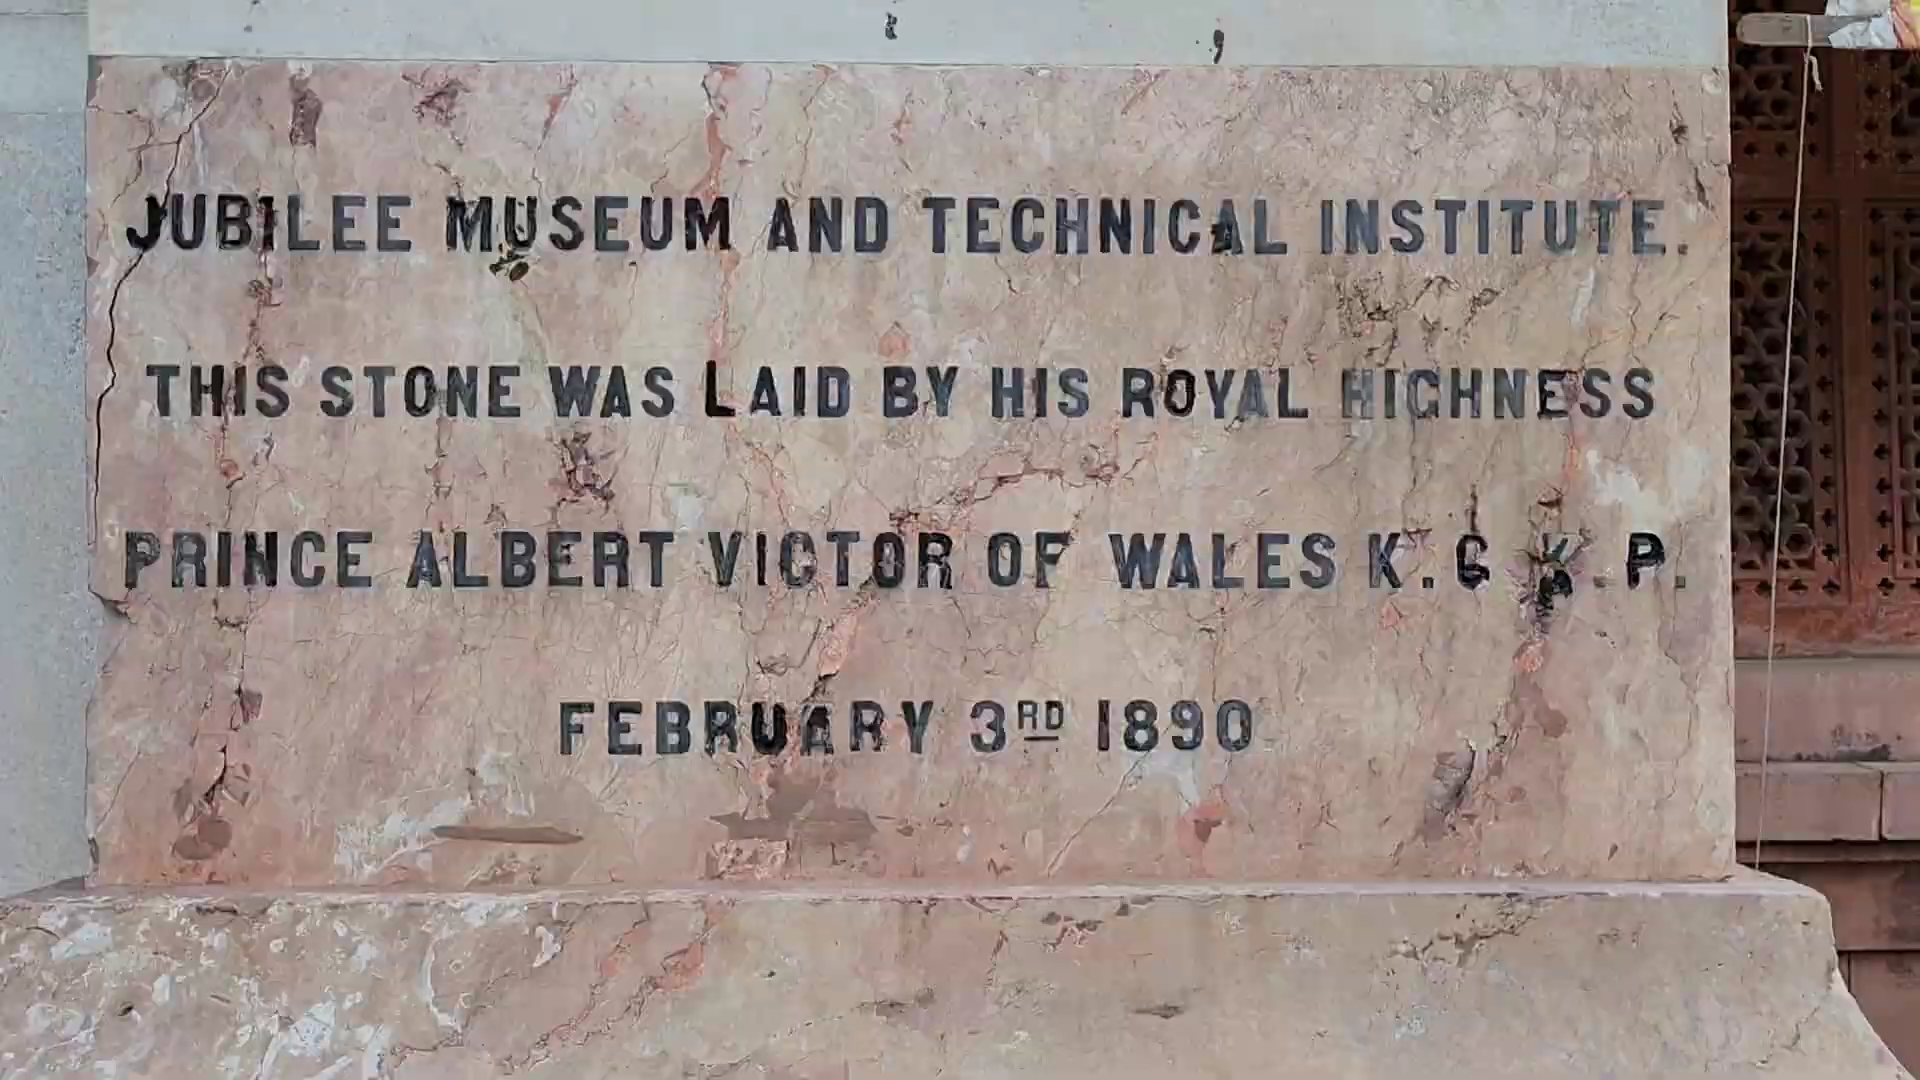 JUBILEE MUSEUM AND TECHNICAL INSTITUTE.
THIS STONE WAS LAID BY HIS ROYAL HIGHNESS
PRINCE ALBERT VICTOR OF WALES K.G K.P.
FEBRUARY 3RD 1890